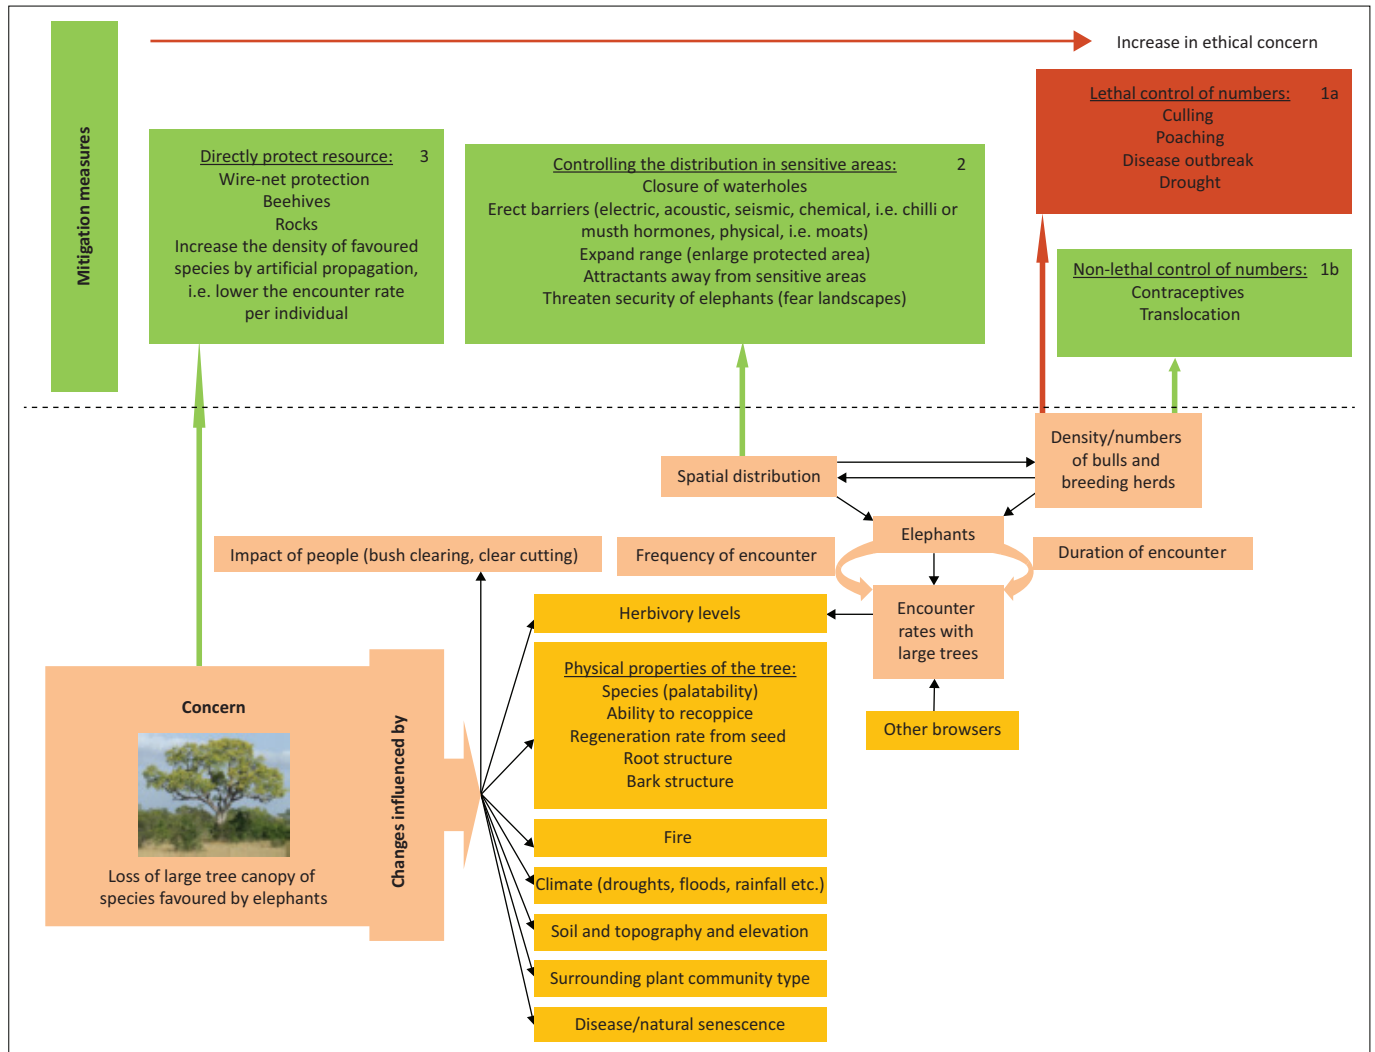 Mitigation measures
Increase in ethical concern
Lethal control of numbers: 1a
Culling
Poaching
Disease outbreak
Drought
Directly protect resource: 3
Wire-net protection
Beehives
Rocks
Increase the density of favoured
species by artificial propagation,
i.e. lower the encounter rate
per individual
Controlling the distribution in sensitive areas: 2
Closure of waterholes
Erect barriers (electric, acoustic, seismic, chemical, i.e. chilli or
musth hormones, physical, i.e. moats)
Expand range (enlarge protected area)
Attractants away from sensitive areas
Threaten security of elephants (fear landscapes)
Non-lethal control of numbers: 1b
Contraceptives
Translocation
Density/numbers
of bulls and
breeding herds
Spatial distribution
Elephants
Impact of people (bush clearing, clear cutting)
Frequency of encounter
Duration of encounter
Encounter
rates with
large trees
Herbivory levels
Physical properties of the tree:
Species (palatability)
Ability to recoppice
Regeneration rate from seed
Root structure
Bark structure
Other browsers
Concern
Loss of large tree canopy of
species favoured by elephants
Changes influenced by
Fire
Climate (droughts, floods, rainfall etc.)
Soil and topography and elevation
Surrounding plant community type
Disease/natural senescence